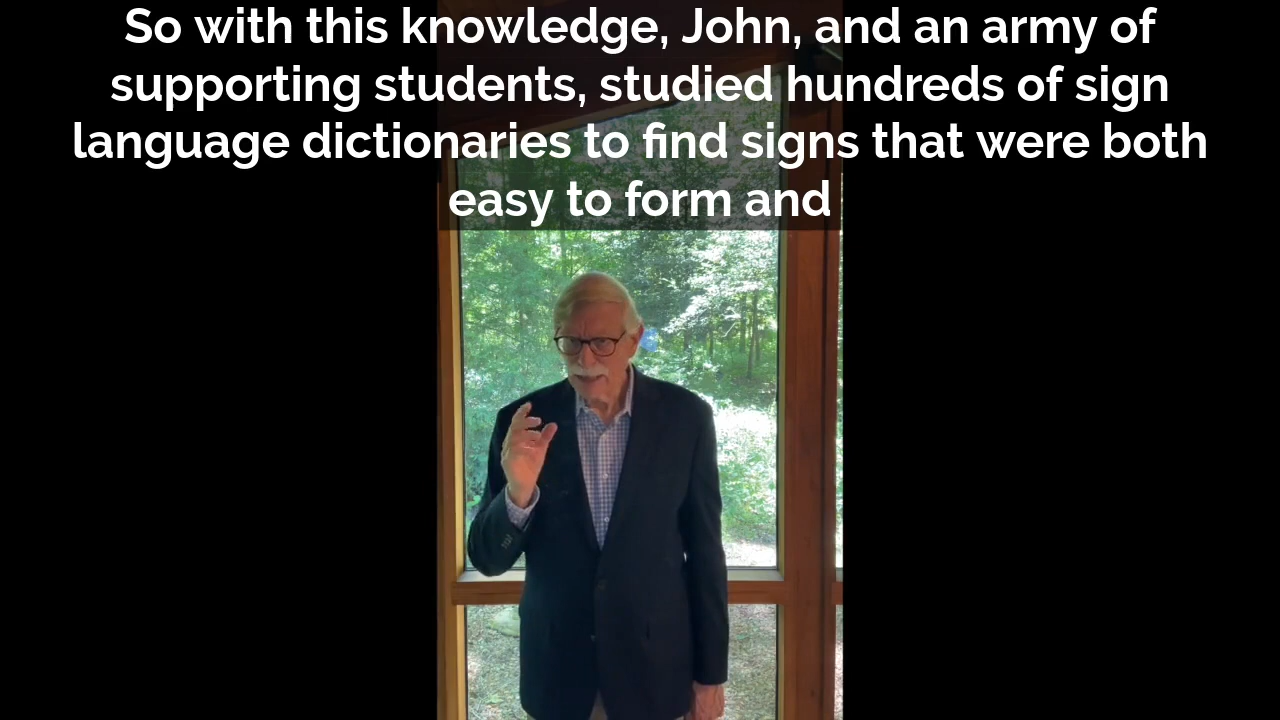 So with this knowledge, John, and an army of
supporting students, studied hundreds of sign
language dictionaries to find signs that were both
easy to form and